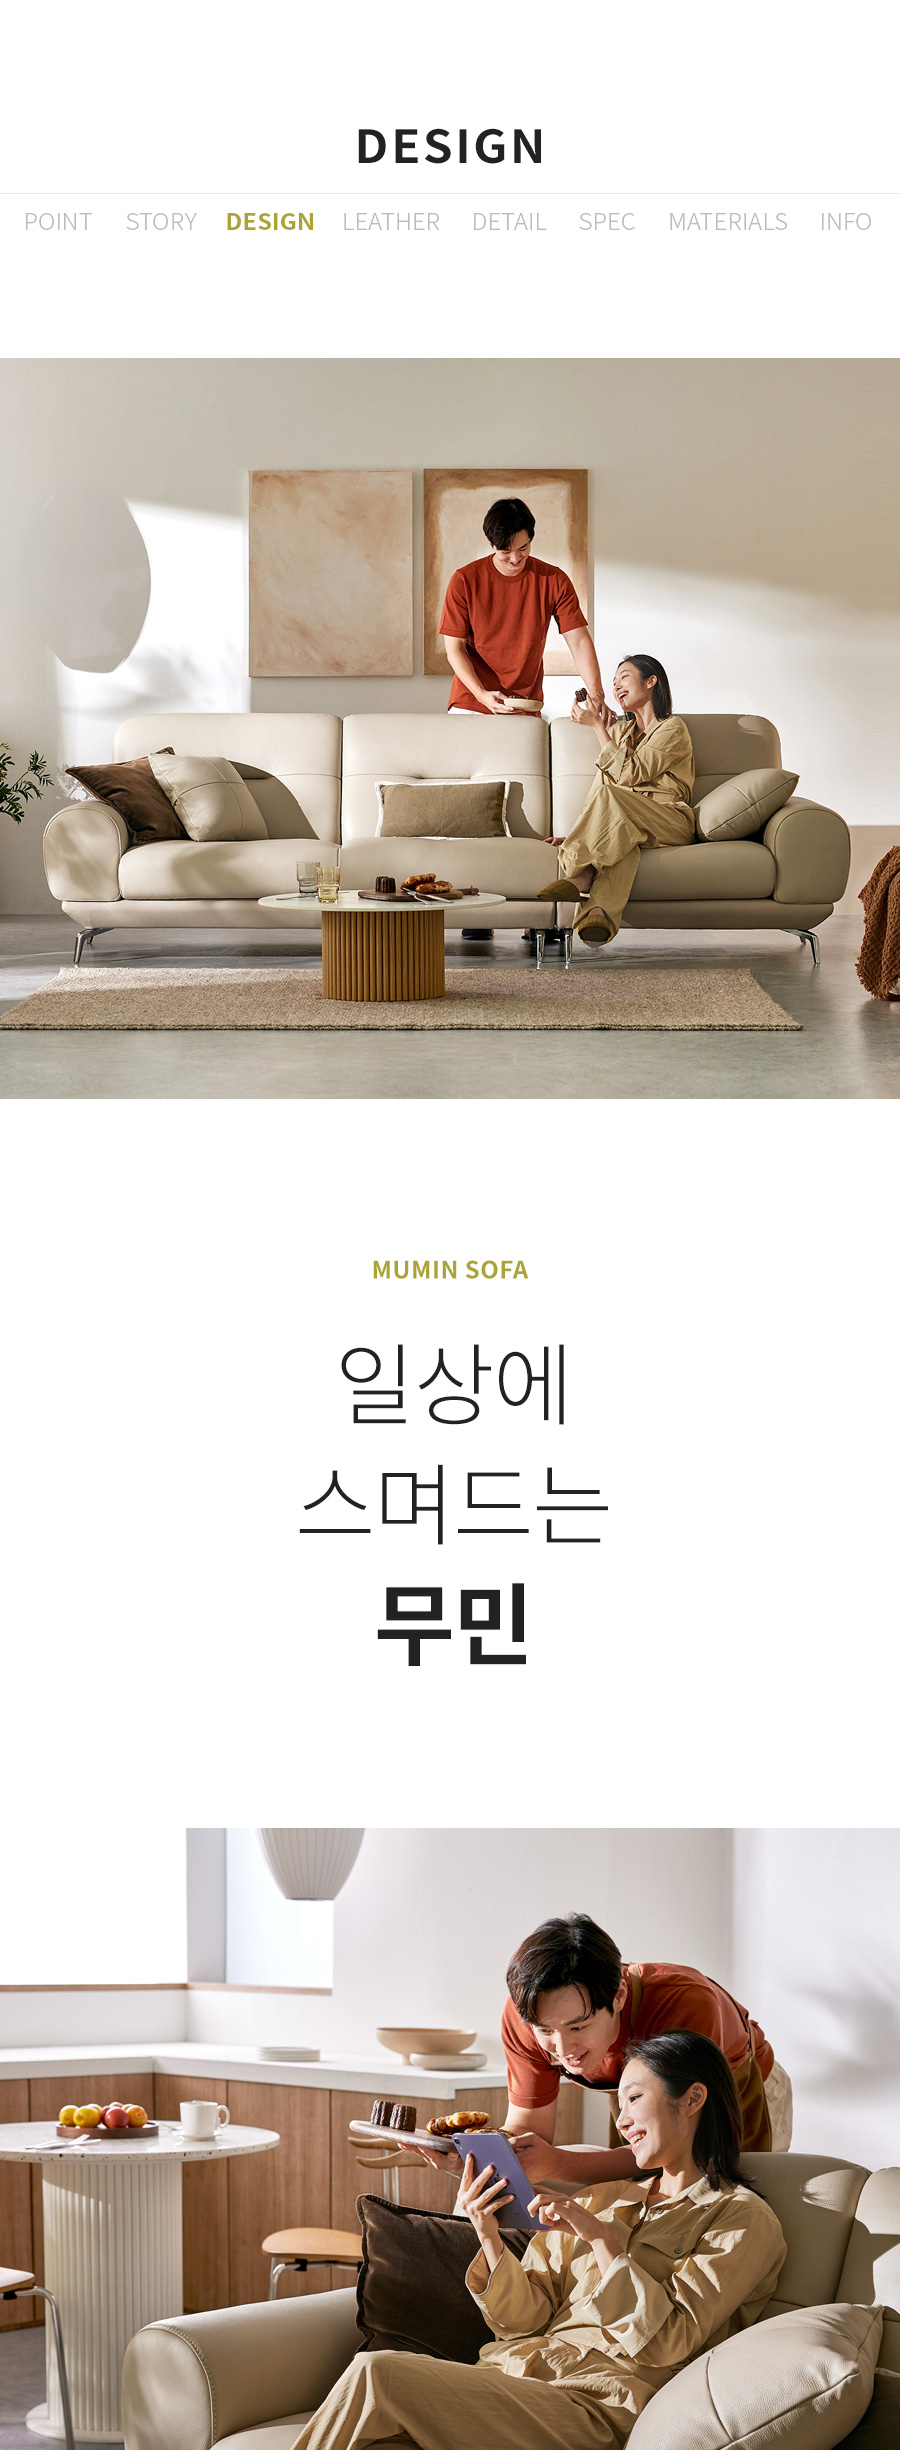 DESIGN
POINT STORY DESIGN LEATHER DETAIL SPEC MATERIALS INFO
MUMIN SOFA
일상에
스며드는
무민